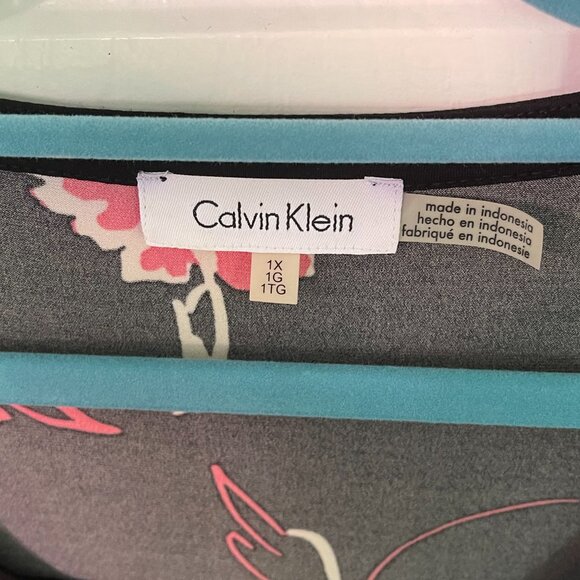 Calvin Klein
made in indonesia
hecho en indonesia
fabriqué en indonesie
1X
1G
1TG